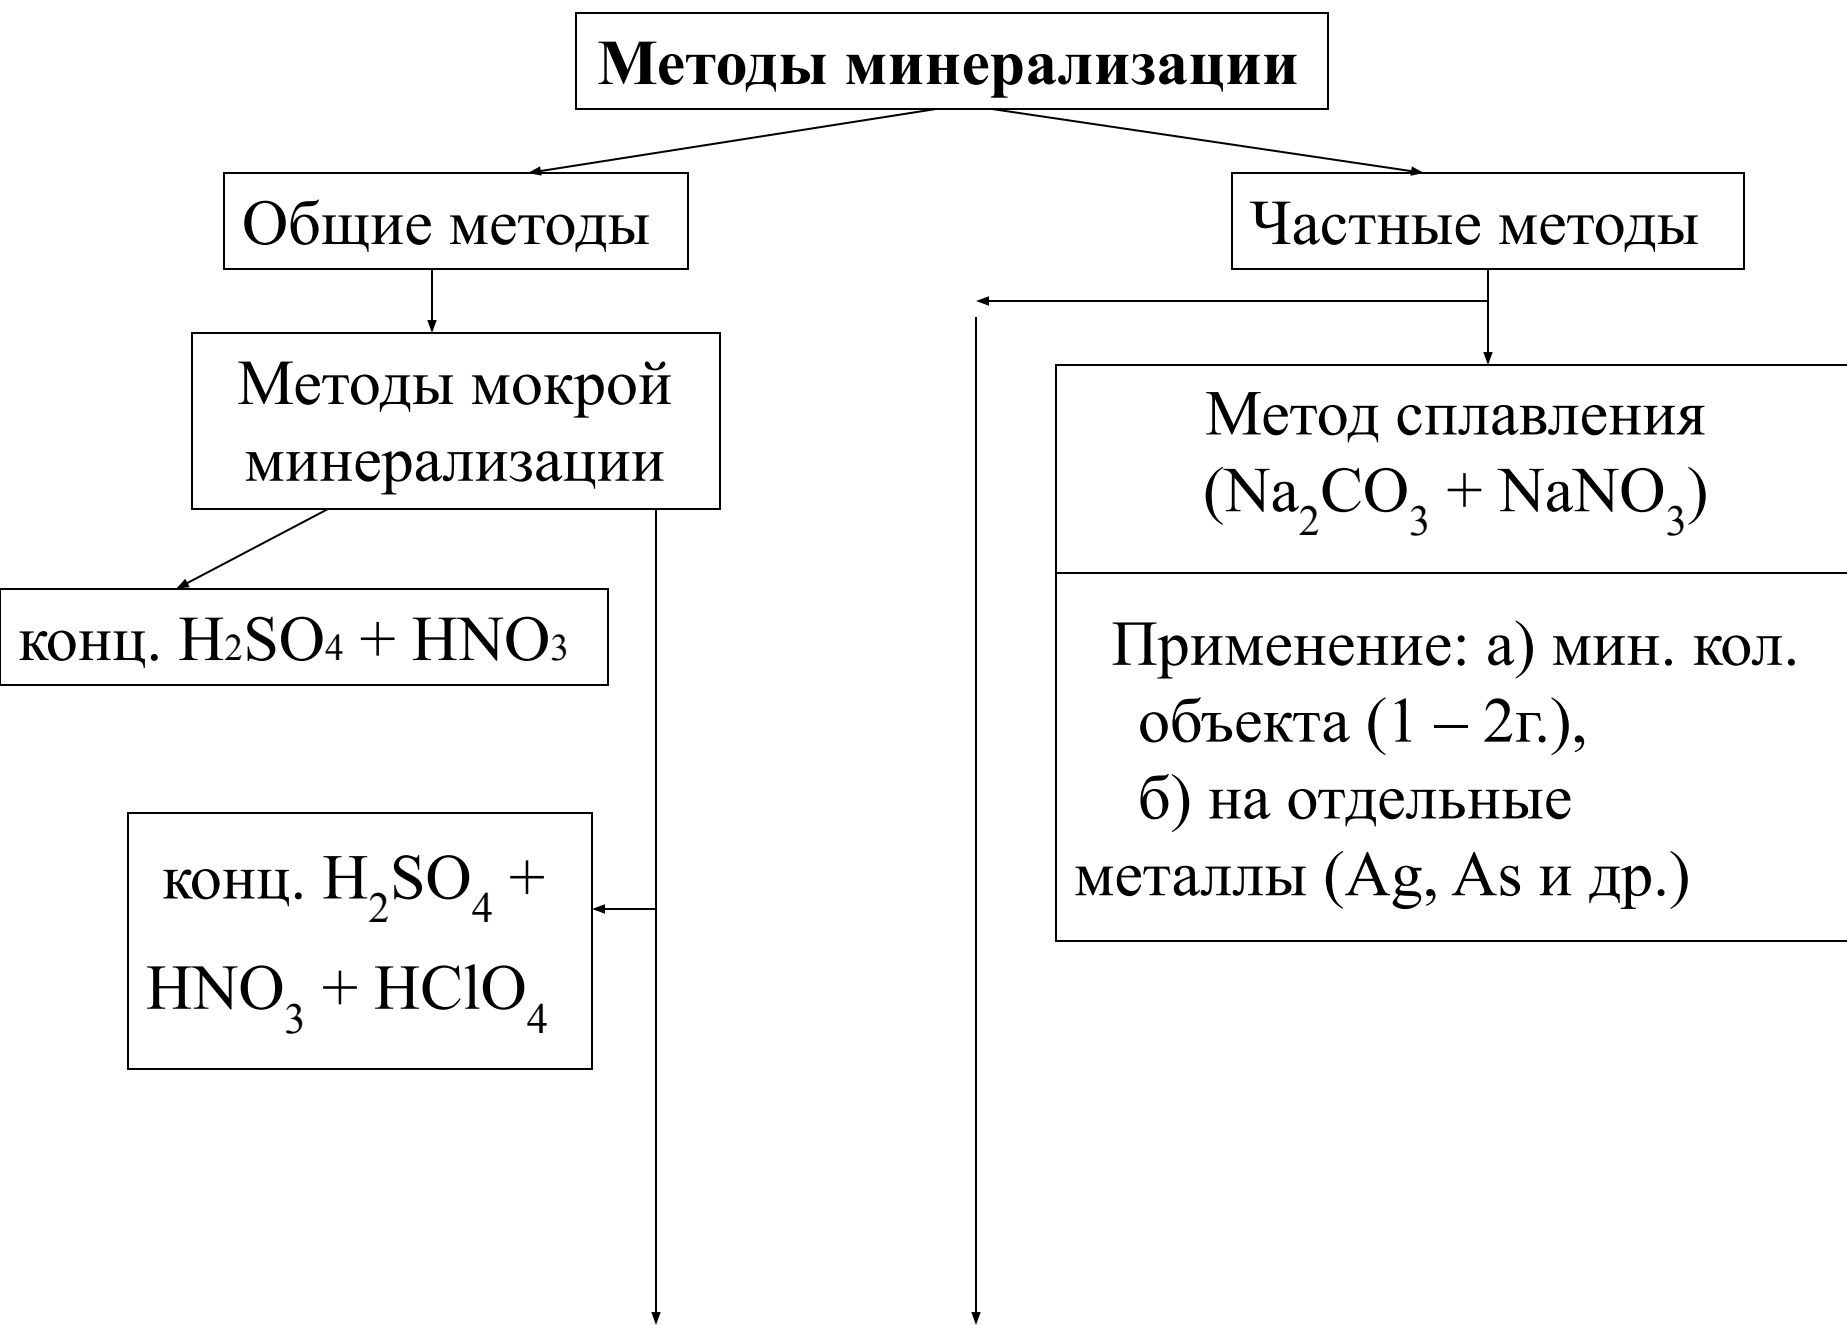 Методы минерализации
Общие методы
Частные методы
Методы мокрой
минерализации
конц. H2SO4 + HNO3
конц. H₂SO₄ +
HNO₃ + HClO₄
Метод сплавления
(Na₂CO₃ + NaNO₃)
Применение: а) мин. кол.
объекта (1 – 2г.),
б) на отдельные
металлы (Ag, As и др.)